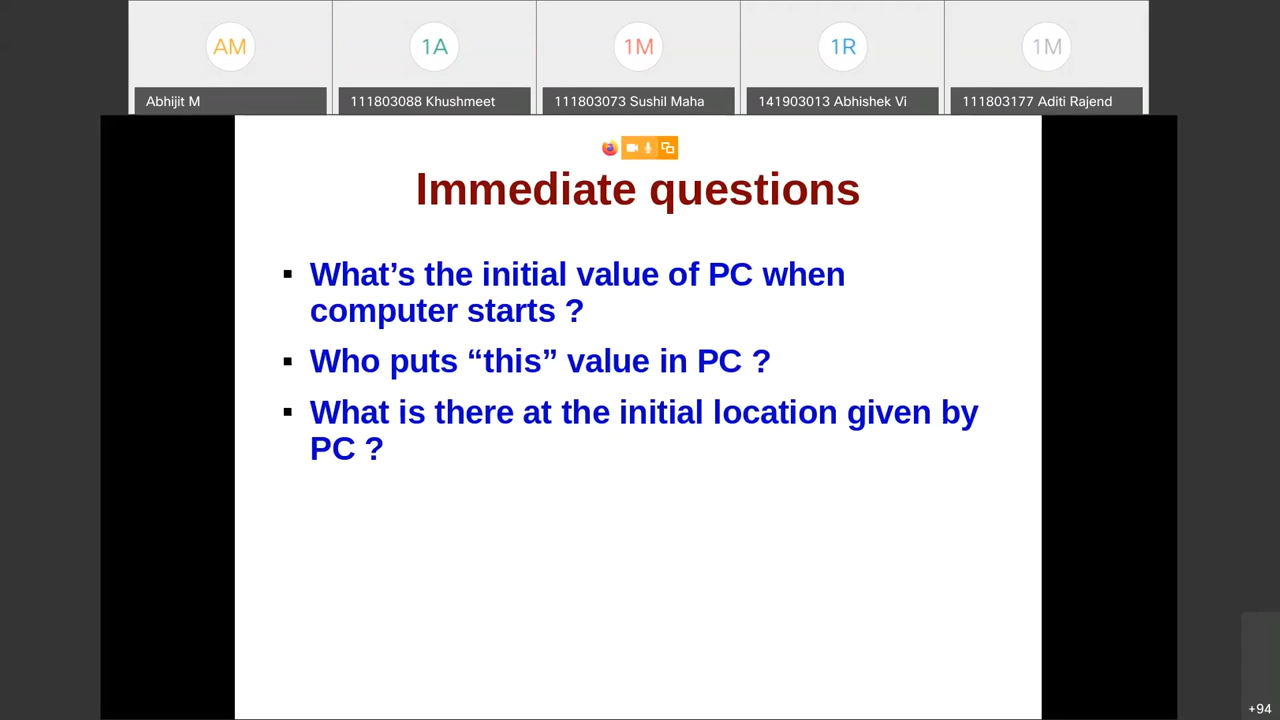 AM
1A
1M
1R
1M
Abhijit M
111803088 Khushmeet
111803073 Sushil Maha
141903013 Abhishek Vi
111803177 Aditi Rajend
Immediate questions
▪ What’s the initial value of PC when
computer starts ?
▪ Who puts “this” value in PC ?
▪ What is there at the initial location given by
PC ?
+94